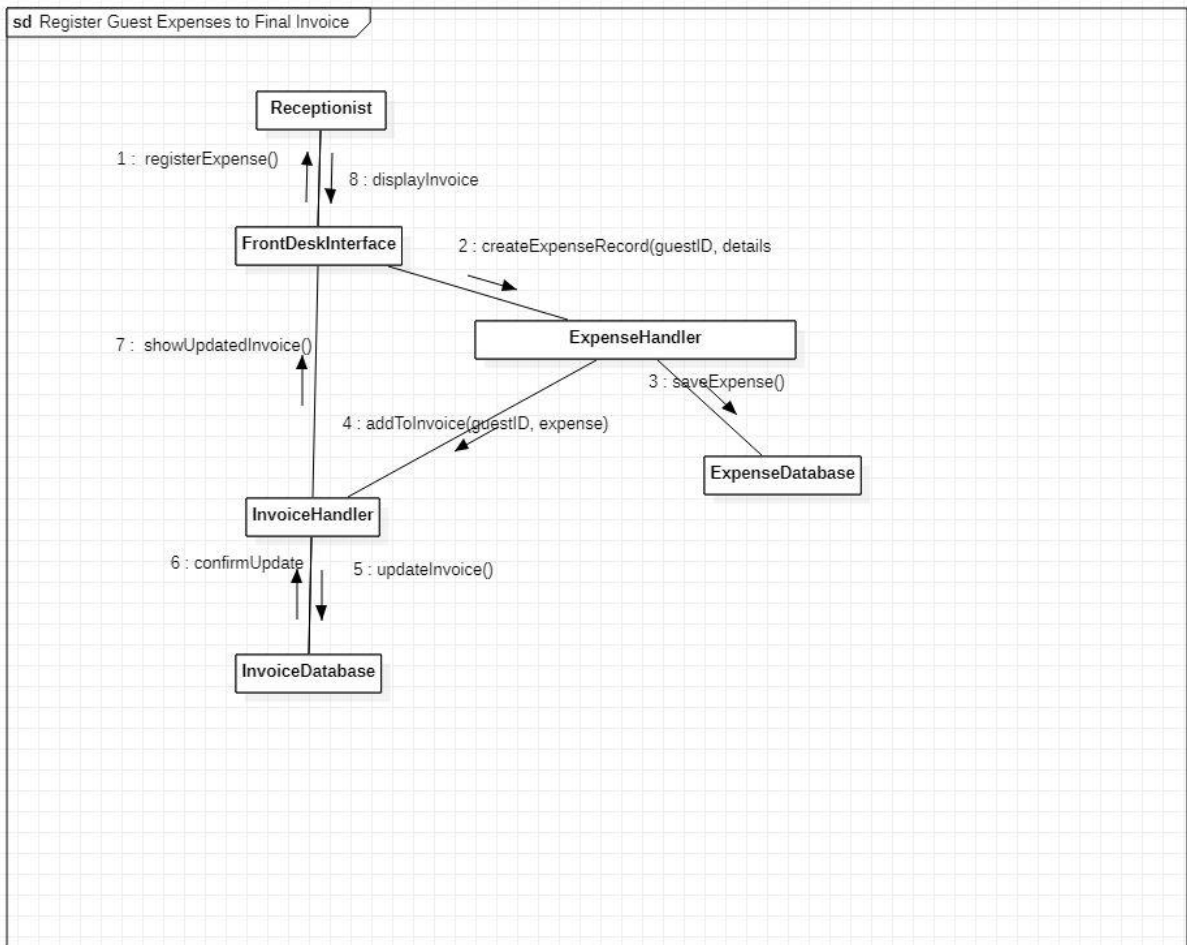 sd Register Guest Expenses to Final Invoice
Receptionist
1 : registerExpense()
8 : displayInvoice
FrontDeskInterface
2 : createExpenseRecord(guestID, details
ExpenseHandler
7 : showUpdatedInvoice()
3 : saveExpense()
4 : addToInvoice(guestID, expense)
ExpenseDatabase
InvoiceHandler
6 : confirmUpdate
5 : updateInvoice()
InvoiceDatabase